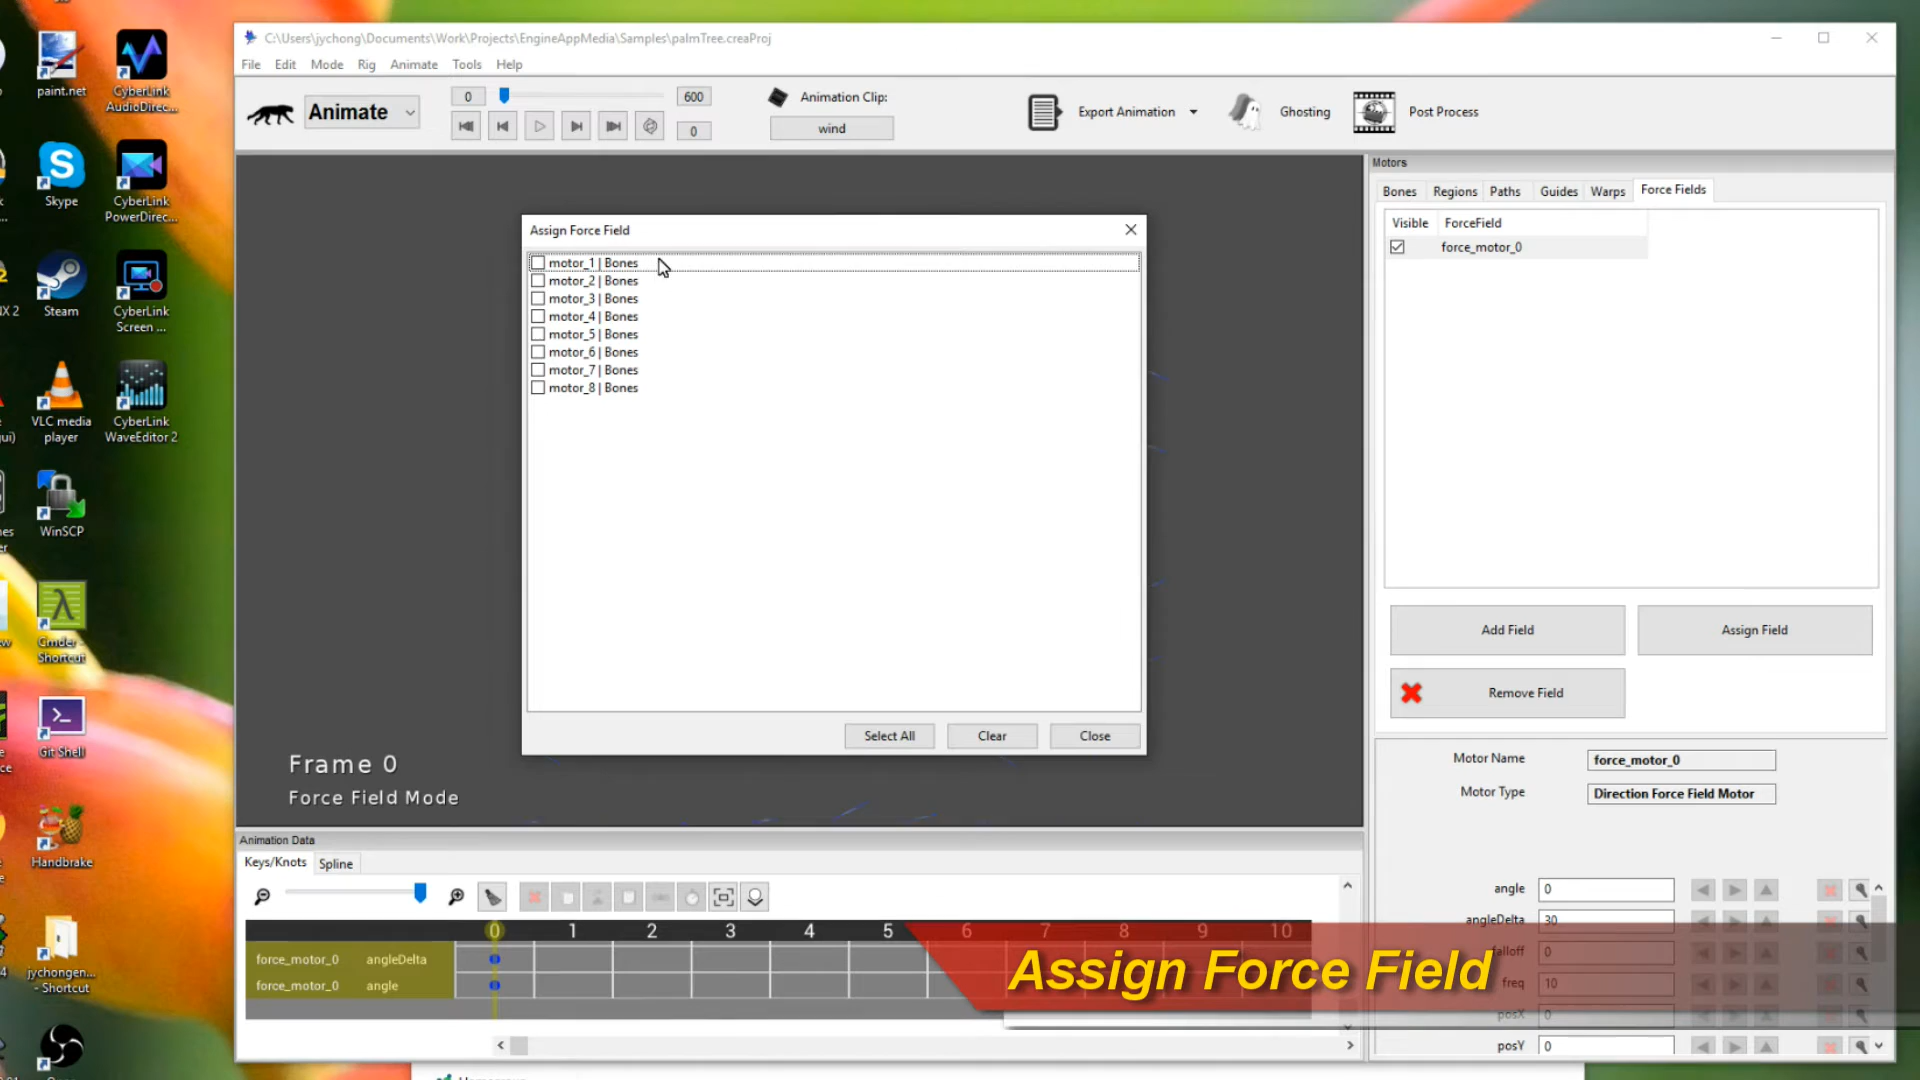 C:\Users\jychong\Documents\Work\Projects\EngineAppMedia\Samples\palmTree.creaProj
File Edit Mode Rig Animate Tools Help
Animate
0
600
0
Animation Clip:
wind
Export Animation
Ghosting
Post Process
paint.net
CyberLink
AudioDirec...
Skype
CyberLink
PowerDirec...
Steam
CyberLink
Screen ...
VLC media
player
CyberLink
WaveEditor 2
WinSCP
Cmder -
Shortcut
Git Shell
Handbrake
jychongen...
- Shortcut
Assign Force Field
motor_1 | Bones
motor_2 | Bones
motor_3 | Bones
motor_4 | Bones
motor_5 | Bones
motor_6 | Bones
motor_7 | Bones
motor_8 | Bones
Select All
Clear
Close
Frame 0
Force Field Mode
Motors
Bones Regions Paths Guides Warps Force Fields
Visible ForceField
force_motor_0
Add Field
Assign Field
Remove Field
Motor Name force_motor_0
Motor Type Direction Force Field Motor
angle 0
angleDelta 30
falloff 0
freq 10
posX 0
posY 0
Animation Data
Keys/Knots Spline
0 1 2 3 4 5 6 7 8 9 10
force_motor_0 angleDelta
force_motor_0 angle
Assign Force Field